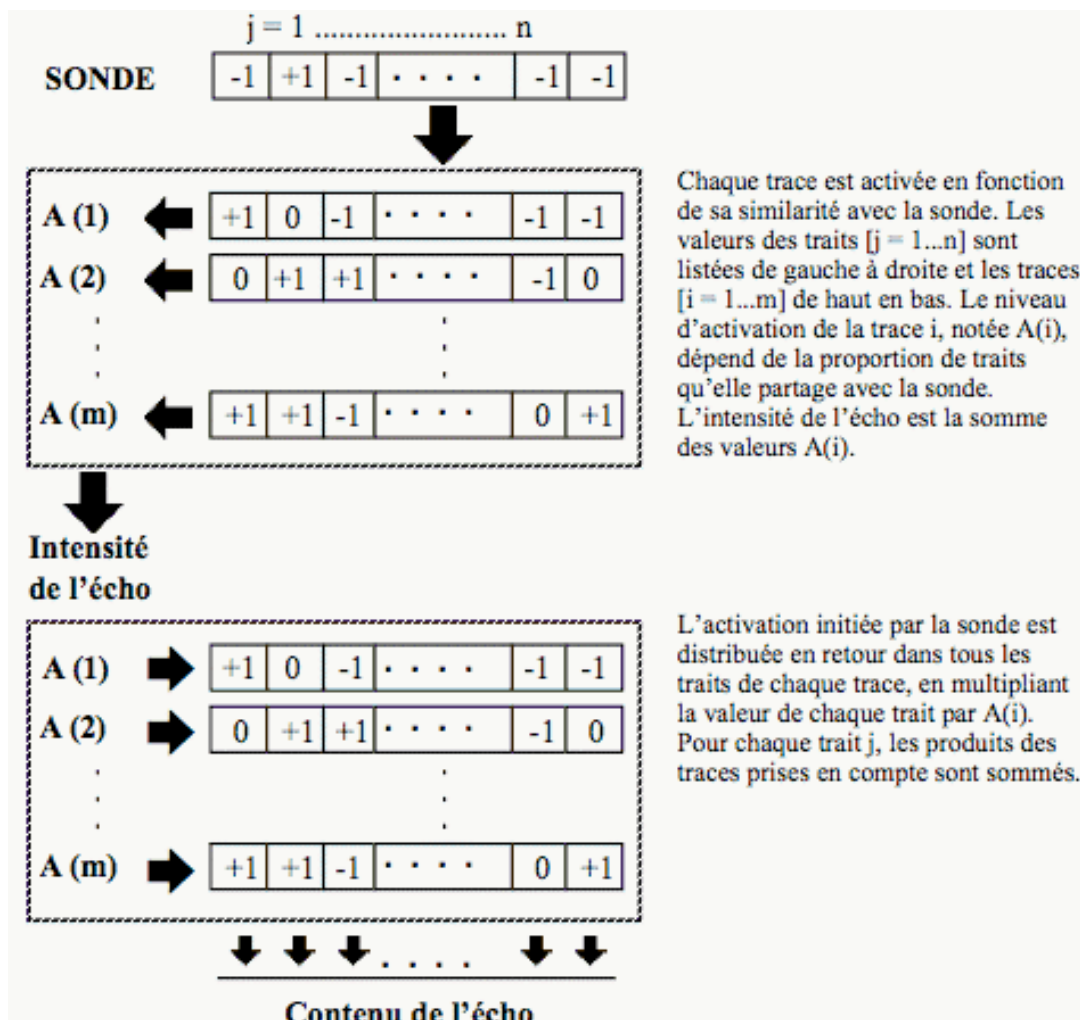 j = 1 ........................ n
SONDE -1 +1 -1 · · · · -1 -1
A (1) +1 0 -1 · · · · -1 -1
A (2) 0 +1 +1 · · · · -1 0
A (m) +1 +1 -1 · · · · 0 +1
Chaque trace est activée en fonction
de sa similarité avec la sonde. Les
valeurs des traits [j = 1...n] sont
listées de gauche à droite et les traces
[i = 1...m] de haut en bas. Le niveau
d'activation de la trace i, notée A(i),
dépend de la proportion de traits
qu'elle partage avec la sonde.
L'intensité de l'écho est la somme
des valeurs A(i).
Intensité
de l'écho
A (1) +1 0 -1 · · · · -1 -1
A (2) 0 +1 +1 · · · · -1 0
A (m) +1 +1 -1 · · · · 0 +1
L'activation initiée par la sonde est
distribuée en retour dans tous les
traits de chaque trace, en multipliant
la valeur de chaque trait par A(i).
Pour chaque trait j, les produits des
traces prises en compte sont sommés.
Contenu de l'écho